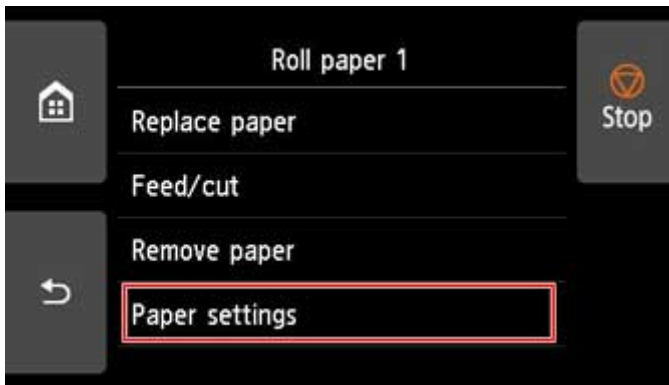 Roll paper 1
Stop
Replace paper
Feed/cut
Remove paper
Paper settings